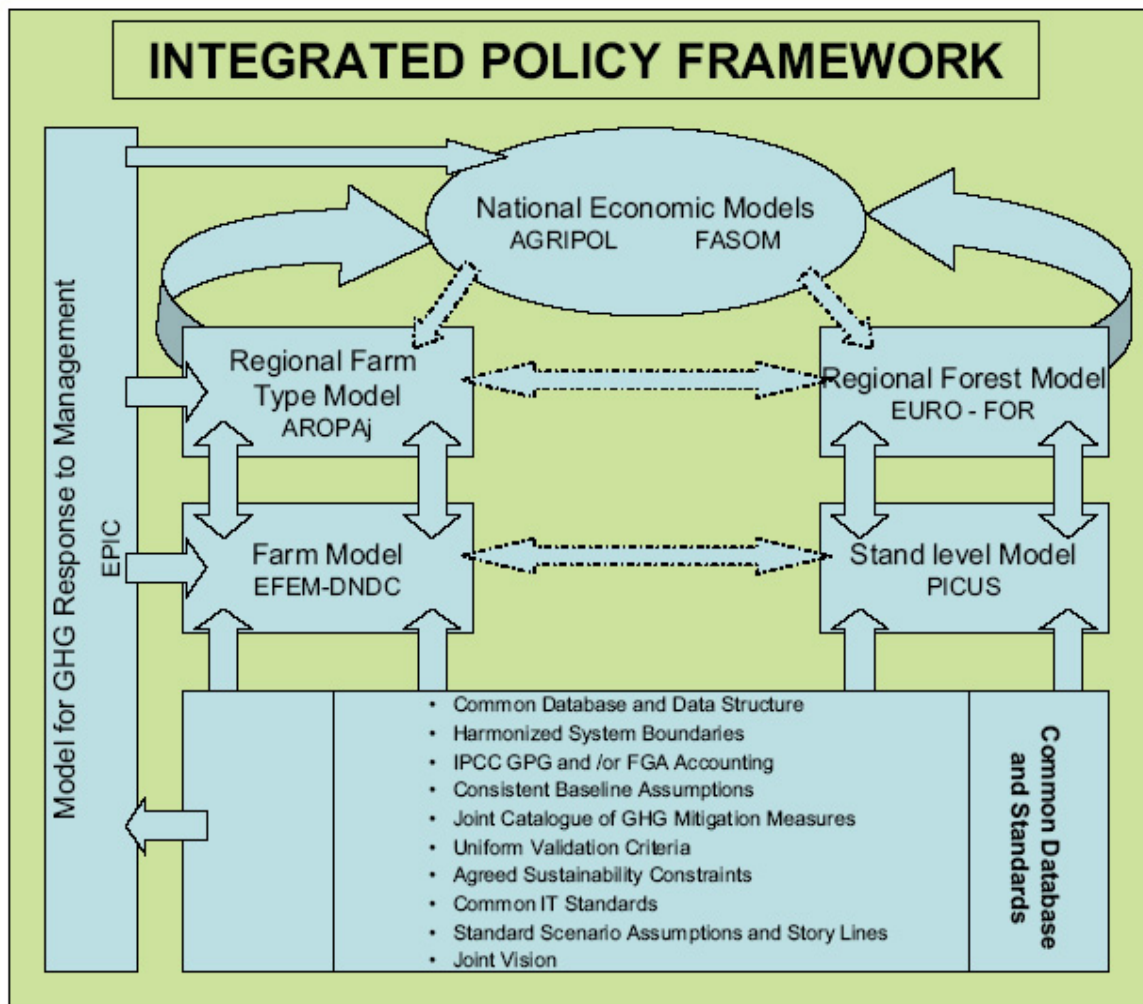 INTEGRATED POLICY FRAMEWORK
Model for GHG Response to Management
EPIC
National Economic Models
AGRIPOL FASOM
Regional Farm
Type Model
AROPAj
Regional Forest Model
EURO - FOR
Farm Model
EFEM-DNDC
Stand level Model
PICUS
• Common Database and Data Structure
• Harmonized System Boundaries
• IPCC GPG and /or FGA Accounting
• Consistent Baseline Assumptions
• Joint Catalogue of GHG Mitigation Measures
• Uniform Validation Criteria
• Agreed Sustainability Constraints
• Common IT Standards
• Standard Scenario Assumptions and Story Lines
• Joint Vision
Common Database
and Standards